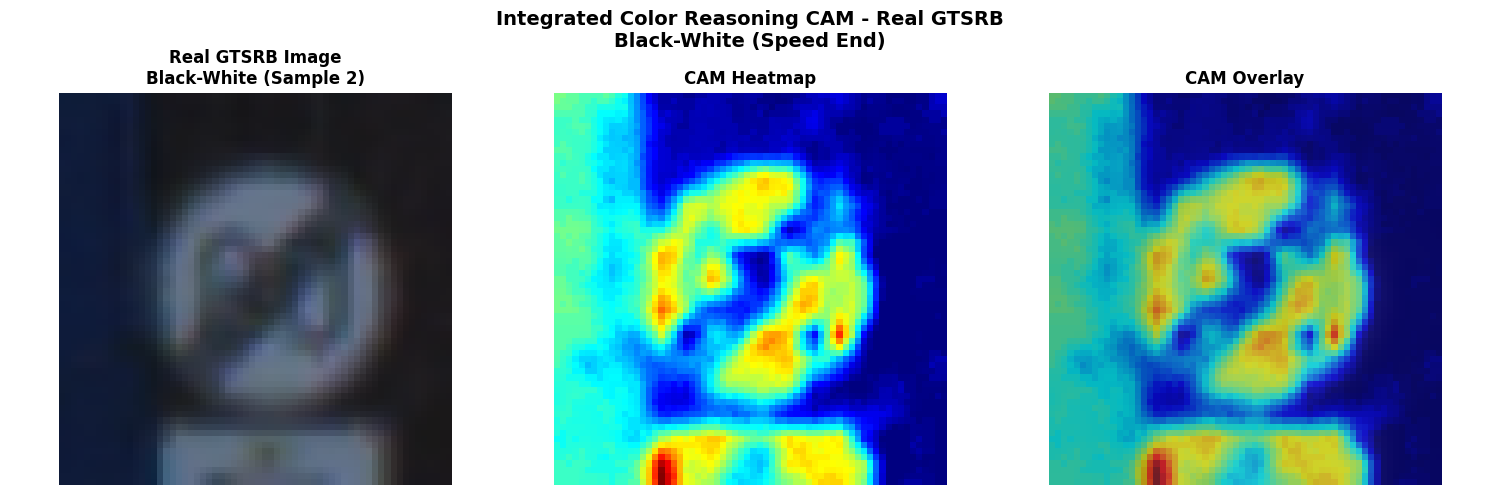 Integrated Color Reasoning CAM - Real GTSRB
Black-White (Speed End)
Real GTSRB Image
Black-White (Sample 2)
CAM Heatmap
CAM Overlay